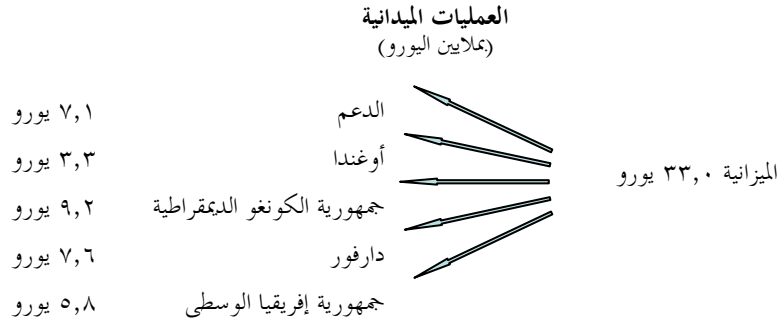 العمليات الميدانية
(بملايين اليورو)
الميزانية ٣٣,٠ يورو
الدعم ٧,١ يورو
أوغندا ٣,٣ يورو
جمهورية الكونغو الديمقراطية ٩,٢ يورو
دارفور ٧,٦ يورو
جمهورية إفريقيا الوسطى ٥,٨ يورو